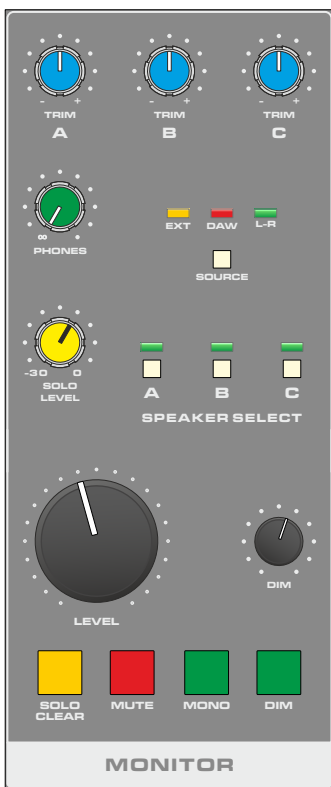 - + - + - +
TRIM TRIM TRIM
A B C
∞
PHONES
EXT DAW L-R
SOURCE
-30 0
SOLO
LEVEL
A B C
SPEAKER SELECT
LEVEL
DIM
SOLO
CLEAR
MUTE MONO DIM
MONITOR